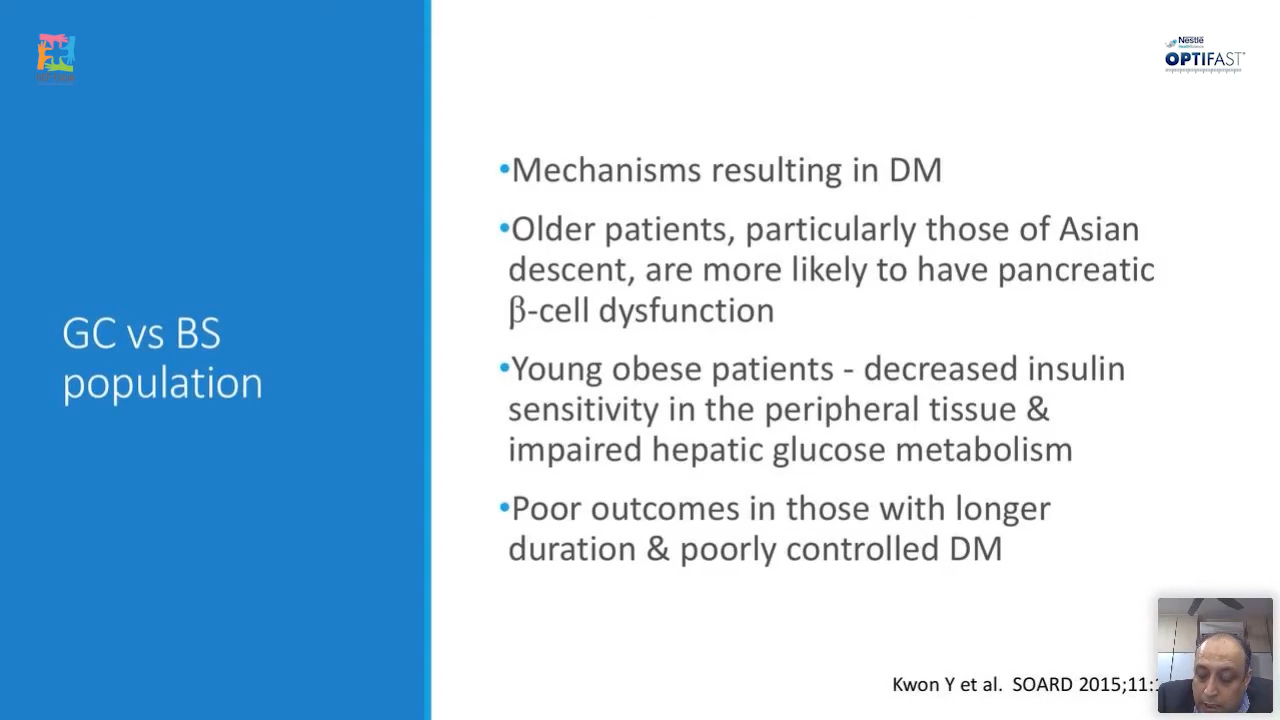 Nestlé
HealthScience
OPTIFAST
GC vs BS
population
•Mechanisms resulting in DM
•Older patients, particularly those of Asian
descent, are more likely to have pancreatic
β-cell dysfunction
•Young obese patients - decreased insulin
sensitivity in the peripheral tissue &
impaired hepatic glucose metabolism
•Poor outcomes in those with longer
duration & poorly controlled DM
Kwon Y et al. SOARD 2015;11: